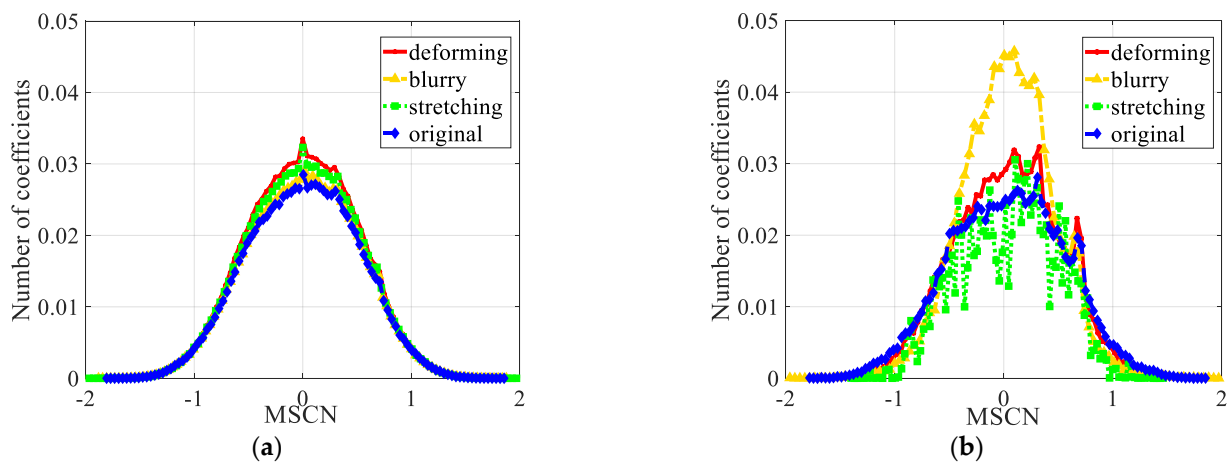 0.05
0.04
0.03
0.02
0.01
0
Number of coefficients
deforming
blurry
stretching
original
-2 -1 0 1 2
MSCN
(a)
0.05
0.04
0.03
0.02
0.01
0
Number of coefficients
deforming
blurry
stretching
original
-2 -1 0 1 2
MSCN
(b)